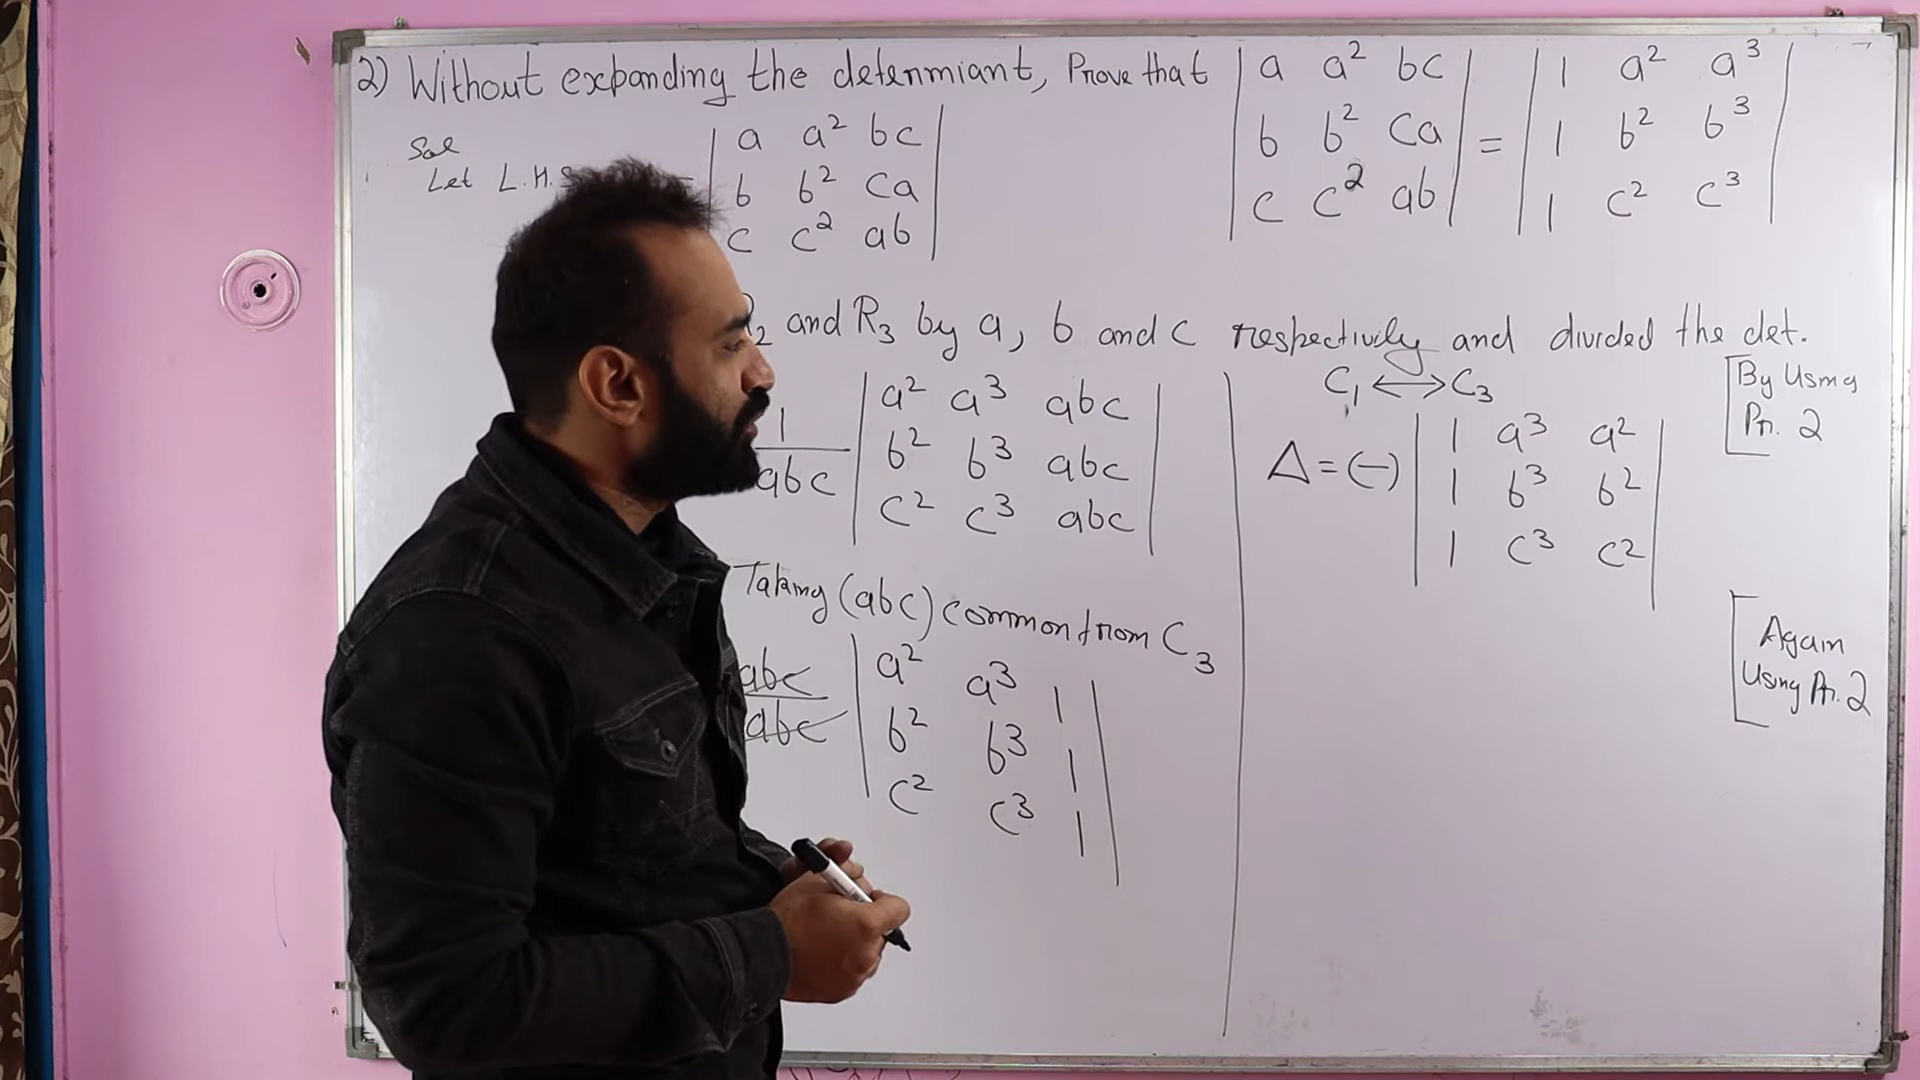 2) Without expanding the detenmiant, Prove that | a a² bc | = | 1 a² a³ |
| b b² Ca | | 1 b² b³ |
| c c² ab | | 1 c² c³ |
Sol
Let L.H.S = | a a² bc |
| b b² Ca |
| c c² ab |
and R₃ by a, b and c respectivily and divided the det.
1/abc | a² a³ abc |
| b² b³ abc |
| c² c³ abc |
Taking (abc) common from C₃
abc/abc | a² a³ 1 |
| b² b³ 1 |
| c² c³ 1 |
C₁ ↔ C₃
Δ = (–) | 1 a³ a² |
| 1 b³ b² |
| 1 c³ c² |
[By Using
Pr. 2
[Again
Using Pr. 2